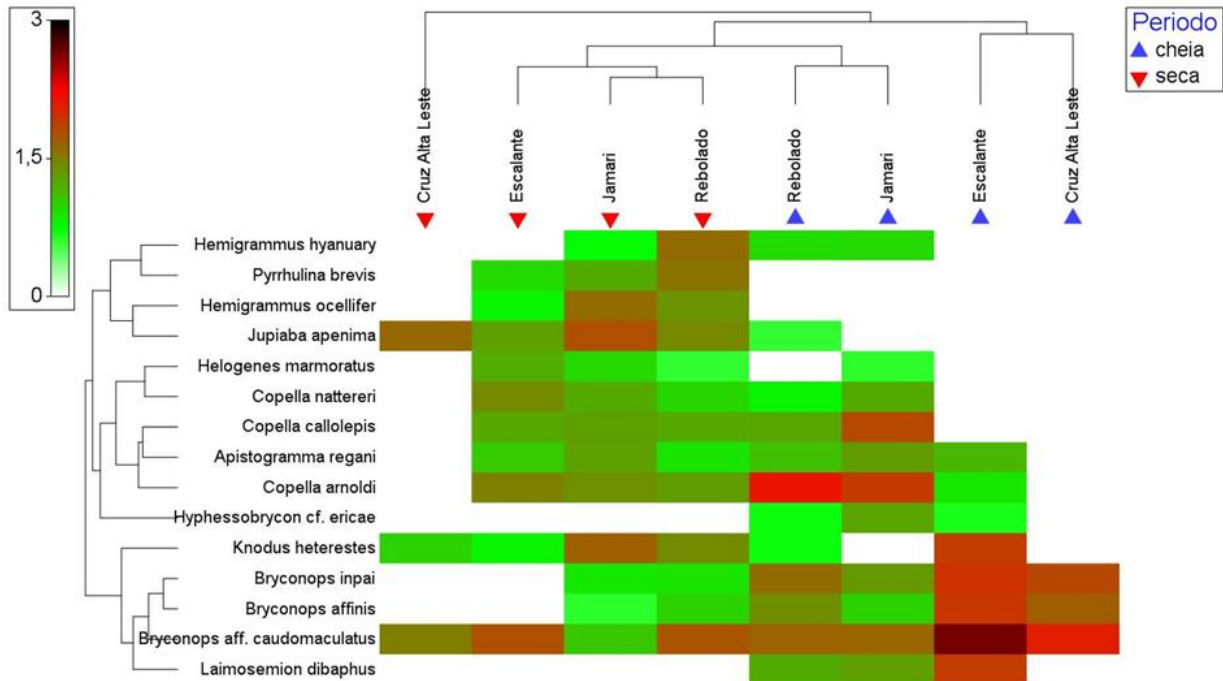 3
1,5
0
Periodo
cheia
seca
Cruz Alta Leste
Escalante
Jamari
Rebolado
Rebolado
Jamari
Escalante
Cruz Alta Leste
Hemigrammus hyanuary
Pyrrhulina brevis
Hemigrammus ocellifer
Jupiaba apenima
Helogenes marmoratus
Copella nattereri
Copella callolepis
Apistogramma regani
Copella arnoldi
Hyphessobrycon cf. ericae
Knodus heterestes
Bryconops inpai
Bryconops affinis
Bryconops aff. caudomaculatus
Laimosemion dibaphus